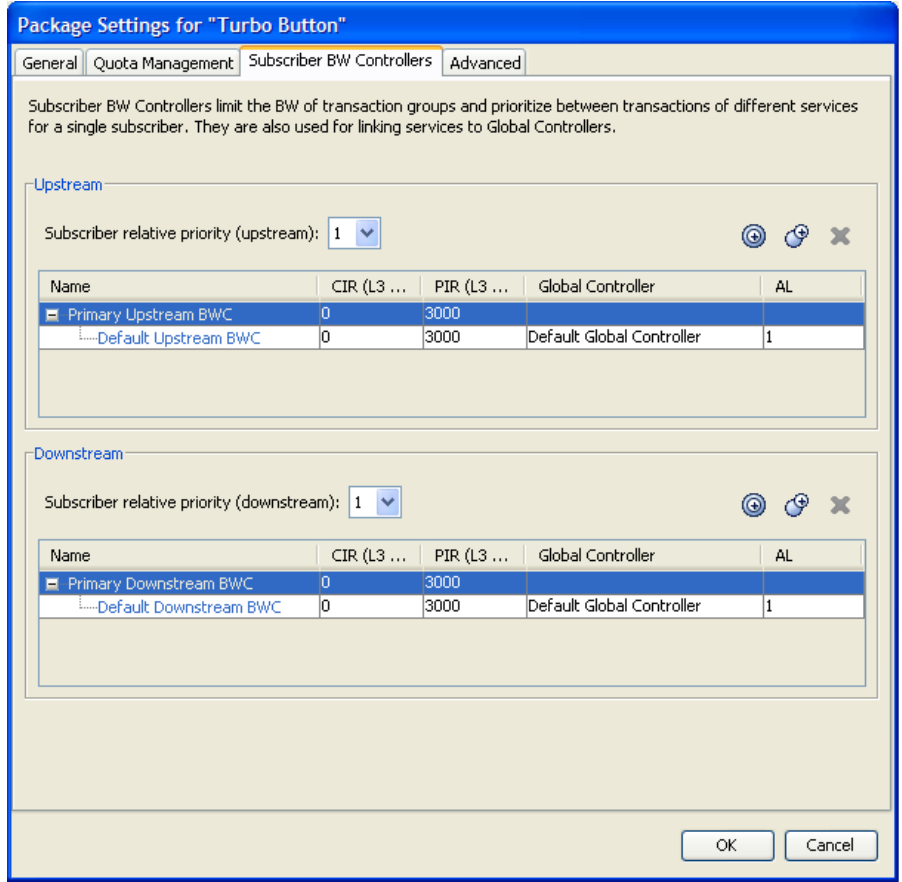 Package Settings for "Turbo Button"
General Quota Management Subscriber BW Controllers Advanced
Subscriber BW Controllers limit the BW of transaction groups and prioritize between transactions of different services
for a single subscriber. They are also used for linking services to Global Controllers.
Upstream
Subscriber relative priority (upstream): 1
Name CIR (L3 ... PIR (L3 ... Global Controller AL
Primary Upstream BWC 0 3000
Default Upstream BWC 0 3000 Default Global Controller 1
Downstream
Subscriber relative priority (downstream): 1
Name CIR (L3 ... PIR (L3 ... Global Controller AL
Primary Downstream BWC 0 3000
Default Downstream BWC 0 3000 Default Global Controller 1
OK Cancel